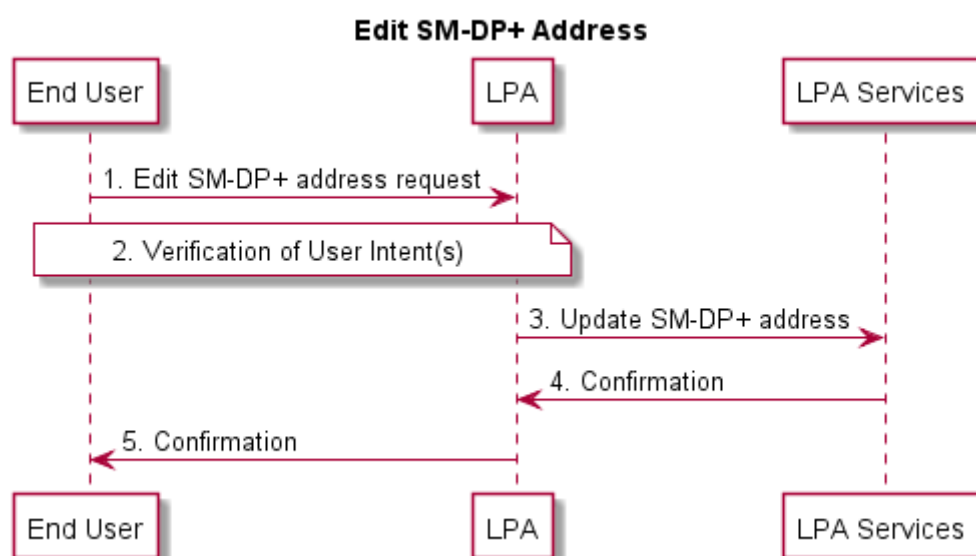 Edit SM-DP+ Address
End User
LPA
LPA Services
1. Edit SM-DP+ address request
2. Verification of User Intent(s)
3. Update SM-DP+ address
4. Confirmation
5. Confirmation
End User
LPA
LPA Services